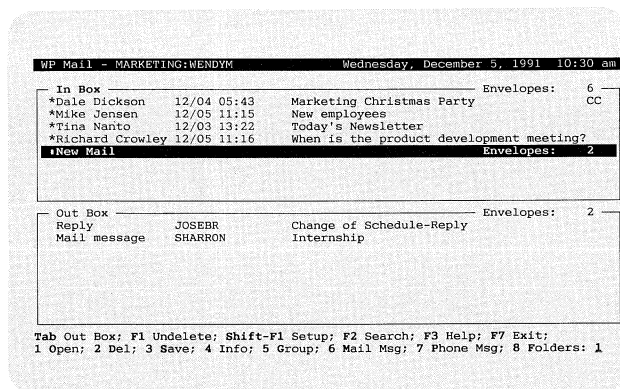 WP Mail - MARKETING:WENDYM Wednesday, December 5, 1991 10:30 am
In Box Envelopes: 6
*Dale Dickson 12/04 05:43 Marketing Christmas Party CC
*Mike Jensen 12/05 11:15 New employees
*Tina Nanto 12/03 13:22 Today's Newsletter
*Richard Crowley 12/05 11:16 When is the product development meeting?
New Mail Envelopes: 2
Out Box Envelopes: 2
Reply JOSEBR Change of Schedule-Reply
Mail message SHARRON Internship
Tab Out Box; F1 Undelete; Shift-F1 Setup; F2 Search; F3 Help; F7 Exit;
1 Open; 2 Del; 3 Save; 4 Info; 5 Group; 6 Mail Msg; 7 Phone Msg; 8 Folders: 1